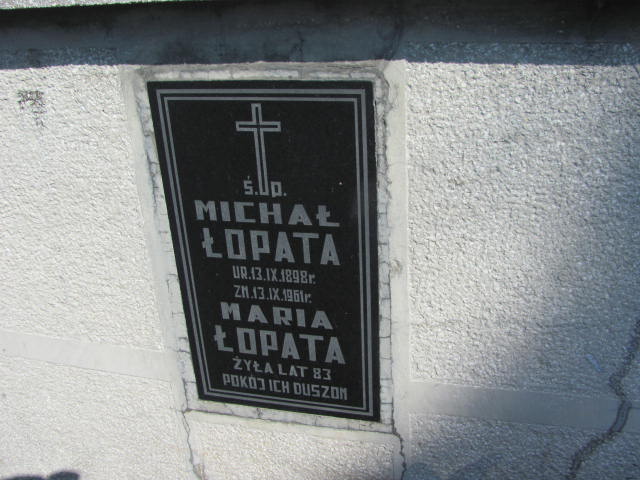 Ś. P.
MICHAŁ
ŁOPATA
UR.13.IX.1898r.
ZM.13.IX.1961r.
MARIA
ŁOPATA
ŻYŁA LAT 83
POKÓJ ICH DUSZOM